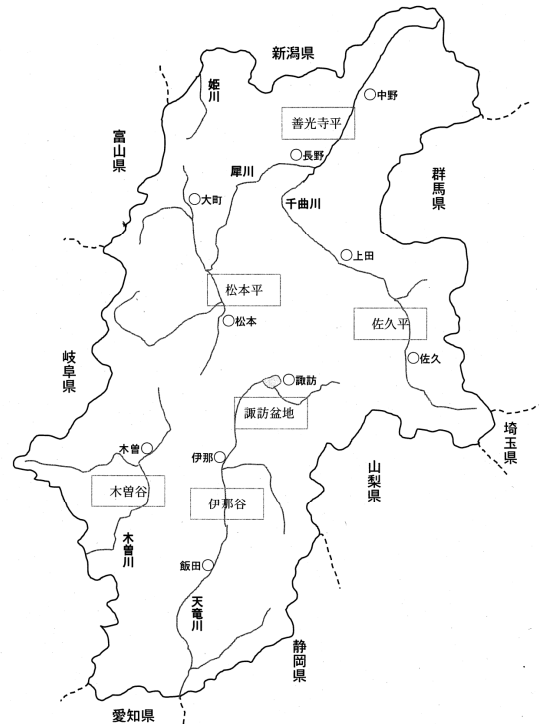 新潟県
姫川
中野
善光寺平
富山県
長野
犀川
群馬県
大町
千曲川
上田
松本平
松本
佐久平
岐阜県
佐久
諏訪
諏訪盆地
埼玉県
木曽
伊那
山梨県
木曽谷
伊那谷
木曽川
飯田
天竜川
静岡県
愛知県